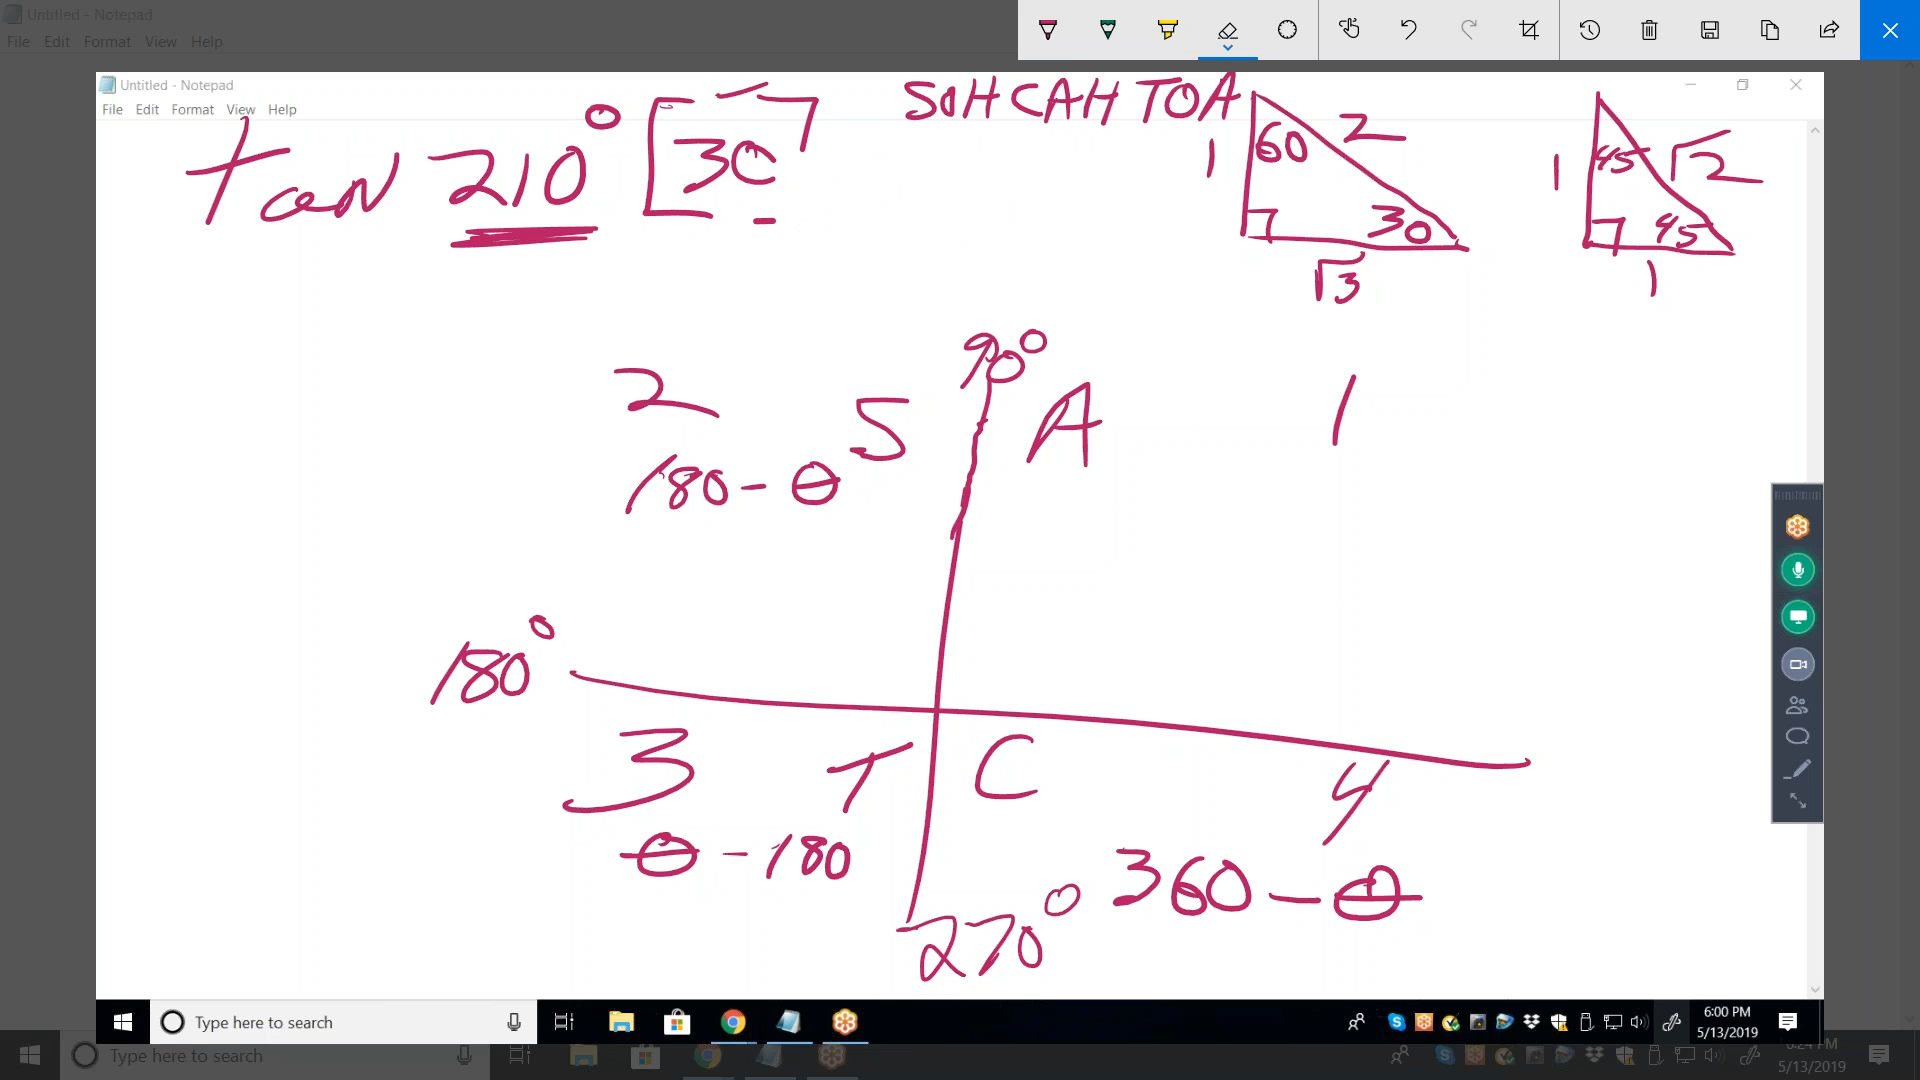 Untitled - Notepad
File Edit Format View Help
Untitled - Notepad
File Edit Format View Help
SOH CAH TOA
tan 210° [30
60 2
1
30
√3
45 √2
1
45
1
90°
2 S A 1
180 - θ
180°
3 T C 4
θ - 180
360 - θ
270°
Type here to search
6:00 PM
5/13/2019
Type here to search
6:24 PM
5/13/2019